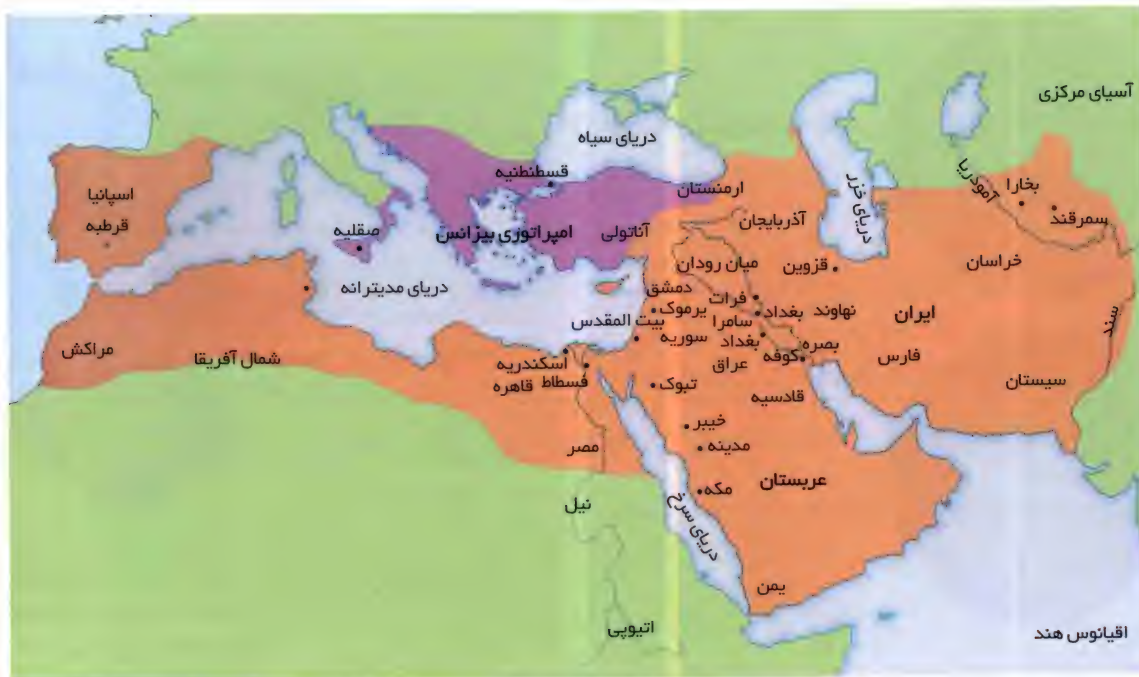 آسیای مرکزی
دریای سیاه
قسطنطنیه
ارمنستان
دریای خزر
آمودریا
بخارا
سمرقند
اسپانیا
قرطبه
صقلیه
امپراتوری بیزانس
آناتولی
آذربایجان
میان رودان
قزوین
خراسان
دریای مدیترانه
دمشق
فرات
یرموک
بغداد
نهاوند
ایران
سند
بیت المقدس
سامرا
سوریه
بغداد
بصره
کوفه
فارس
مراکش
شمال آفریقا
اسکندریه
فسطاط
قاهره
عراق
تبوک
قادسیه
سیستان
خیبر
مصر
مدینه
مکه
عربستان
نیل
دریای سرخ
یمن
اتیوپی
اقیانوس هند